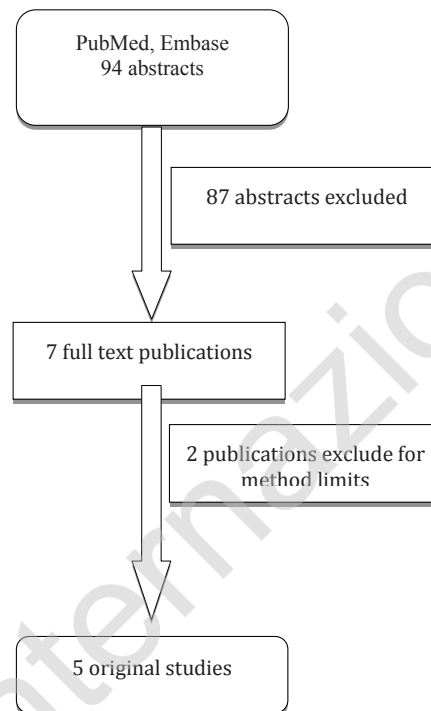 PubMed, Embase
94 abstracts
87 abstracts excluded
7 full text publications
2 publications exclude for
method limits
5 original studies